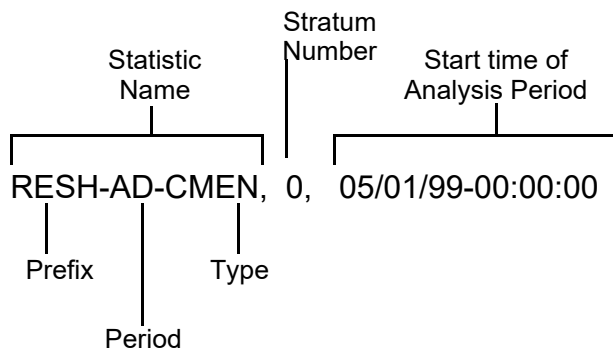 Stratum
Number
Statistic
Name
Start time of
Analysis Period
RESH-AD-CMEN, 0, 05/01/99-00:00:00
Prefix
Type
Period